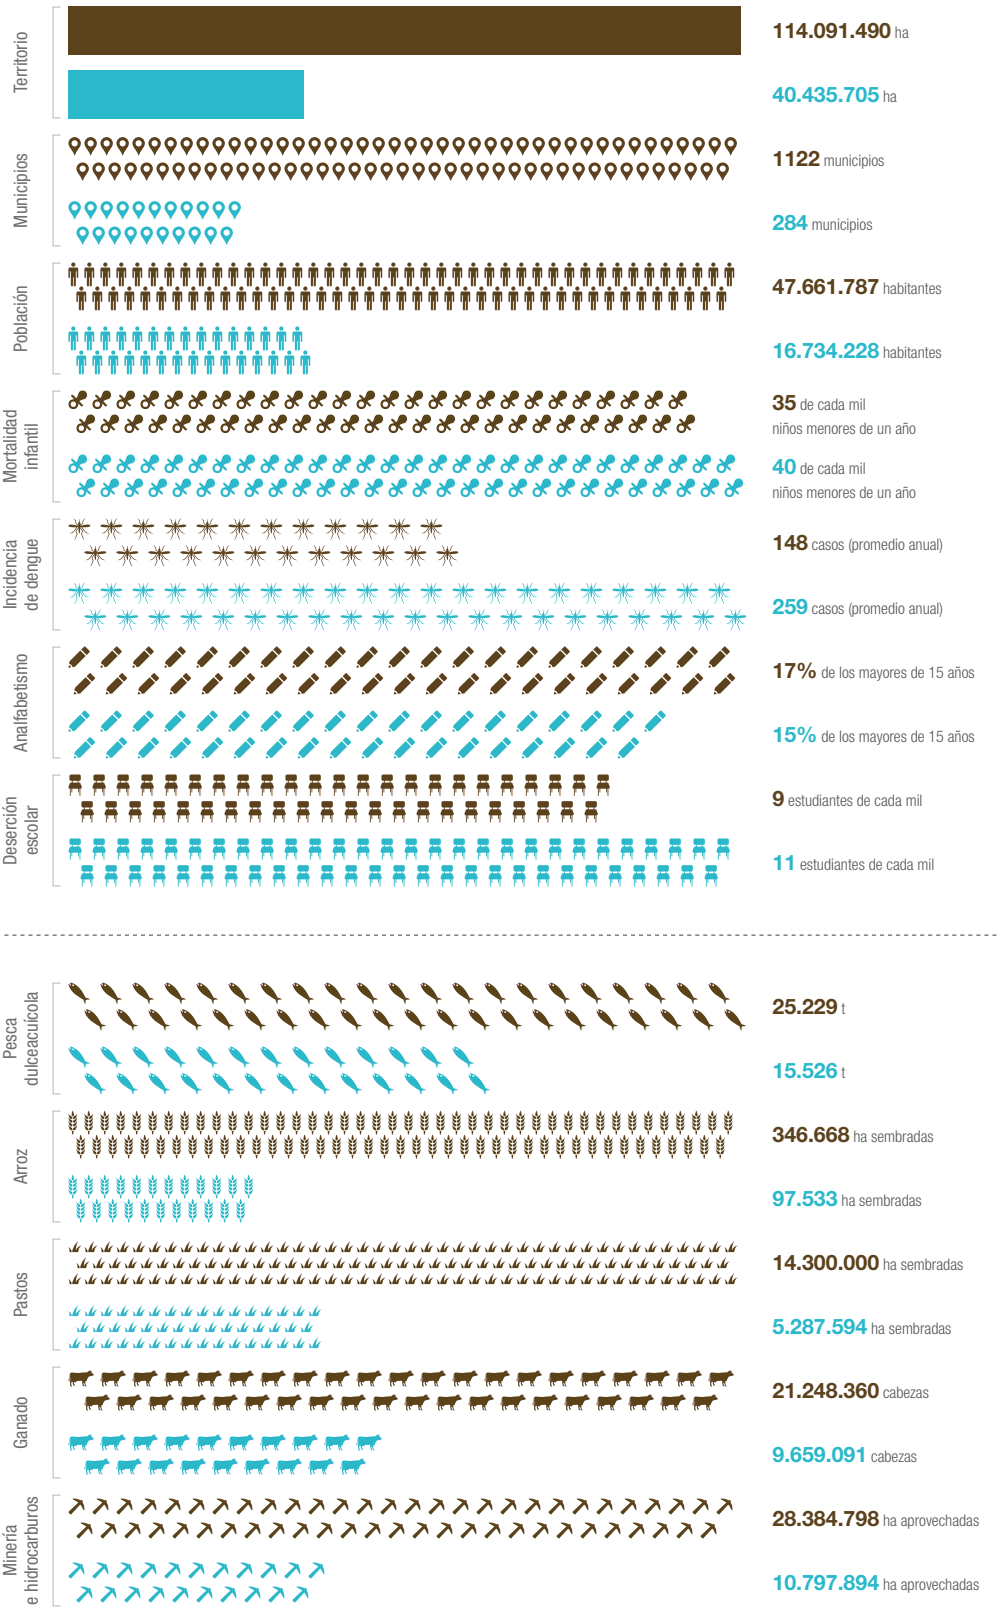 Territorio
114.091.490 ha
40.435.705 ha
Municipios
1122 municipios
284 municipios
Población
47.661.787 habitantes
16.734.228 habitantes
Mortalidad
infantil
35 de cada mil
niños menores de un año
40 de cada mil
niños menores de un año
Incidencia
de dengue
148 casos (promedio anual)
259 casos (promedio anual)
Analfabetismo
17% de los mayores de 15 años
15% de los mayores de 15 años
Deserción
escolar
9 estudiantes de cada mil
11 estudiantes de cada mil
Pesca
dulceacuícola
25.229 t
15.526 t
Arroz
346.668 ha sembradas
97.533 ha sembradas
Pastos
14.300.000 ha sembradas
5.287.594 ha sembradas
Ganado
21.248.360 cabezas
9.659.091 cabezas
Minería
e hidrocarburos
28.384.798 ha aprovechadas
10.797.894 ha aprovechadas